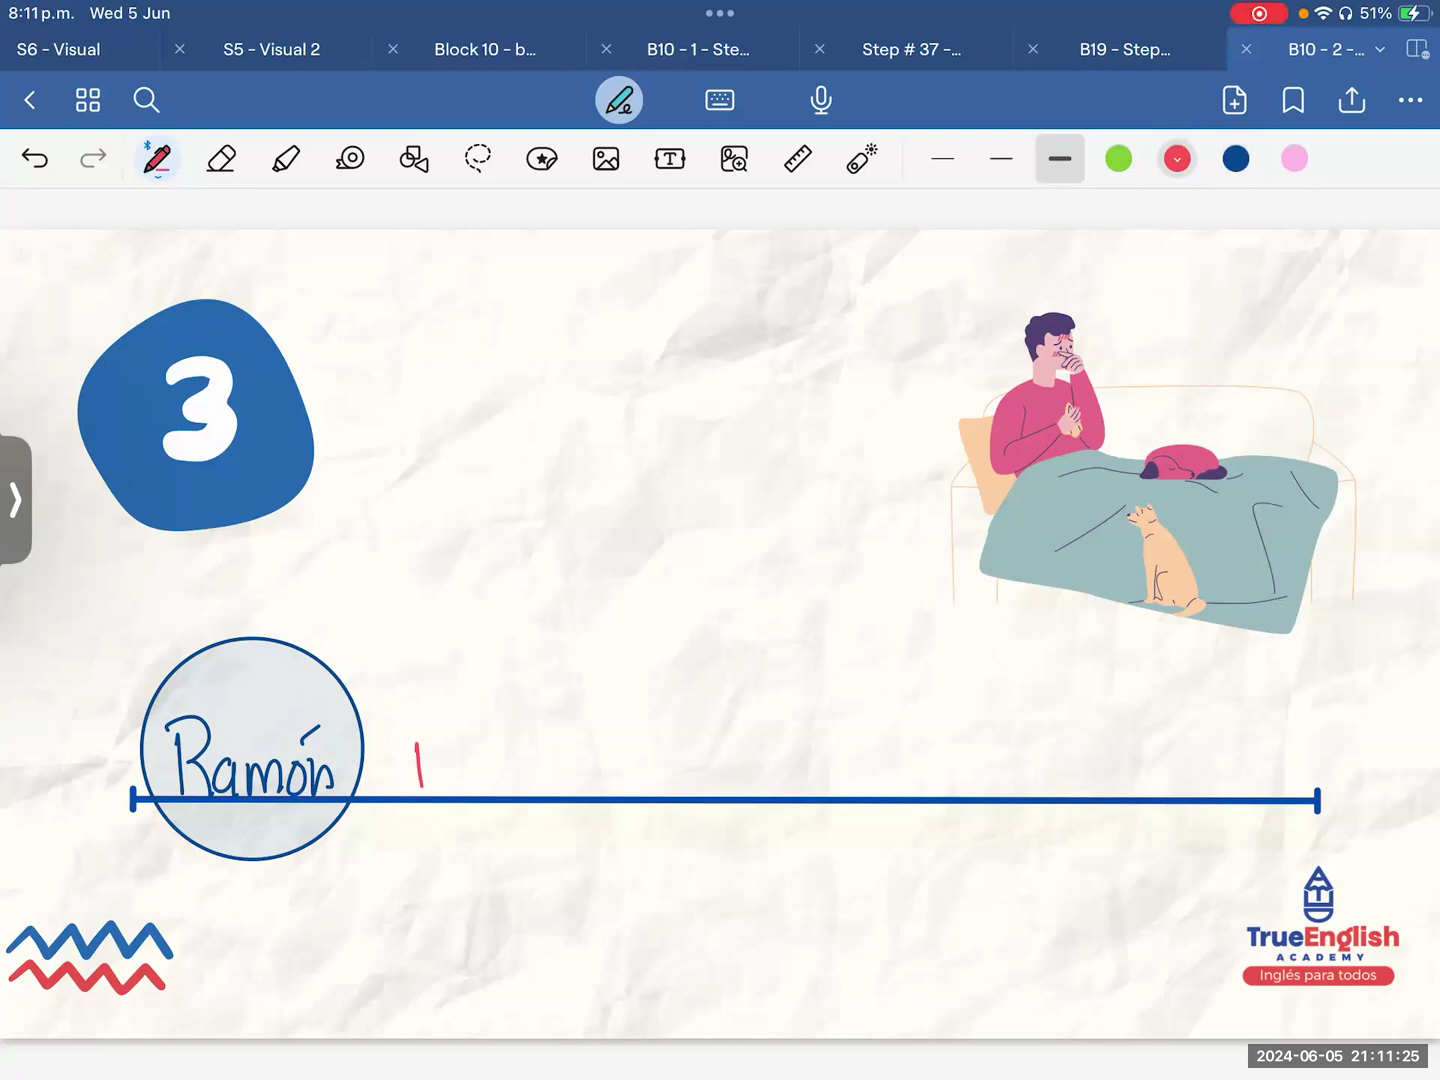 8:11 p.m. Wed 5 Jun
51%
S6 - Visual
S5 - Visual 2
Block 10 - b...
B10 - 1 - Ste...
Step # 37 -...
B19 - Step...
B10 - 2 -...
3
Ramón
TrueEnglish
ACADEMY
Inglés para todos
2024-06-05 21:11:25